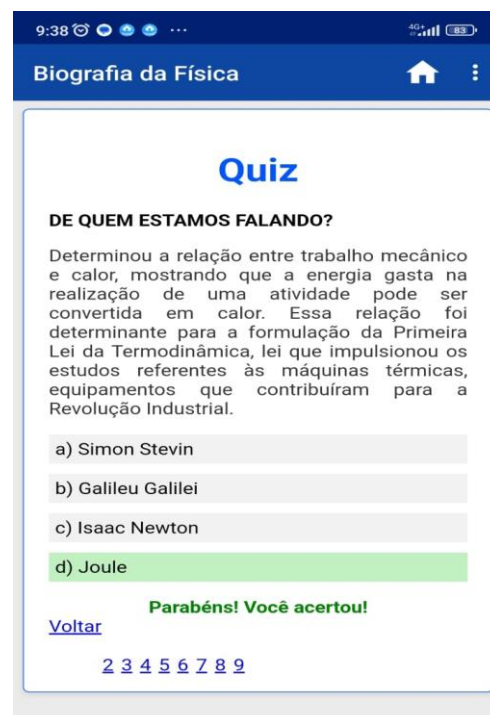 9:38 ... 4G+ 83
Biografia da Física
Quiz
DE QUEM ESTAMOS FALANDO?
Determinou a relação entre trabalho mecânico
e calor, mostrando que a energia gasta na
realização de uma atividade pode ser
convertida em calor. Essa relação foi
determinante para a formulação da Primeira
Lei da Termodinâmica, lei que impulsionou os
estudos referentes às máquinas térmicas,
equipamentos que contribuíram para a
Revolução Industrial.
a) Simon Stevin
b) Galileu Galilei
c) Isaac Newton
d) Joule
Parabéns! Você acertou!
Voltar
2 3 4 5 6 7 8 9